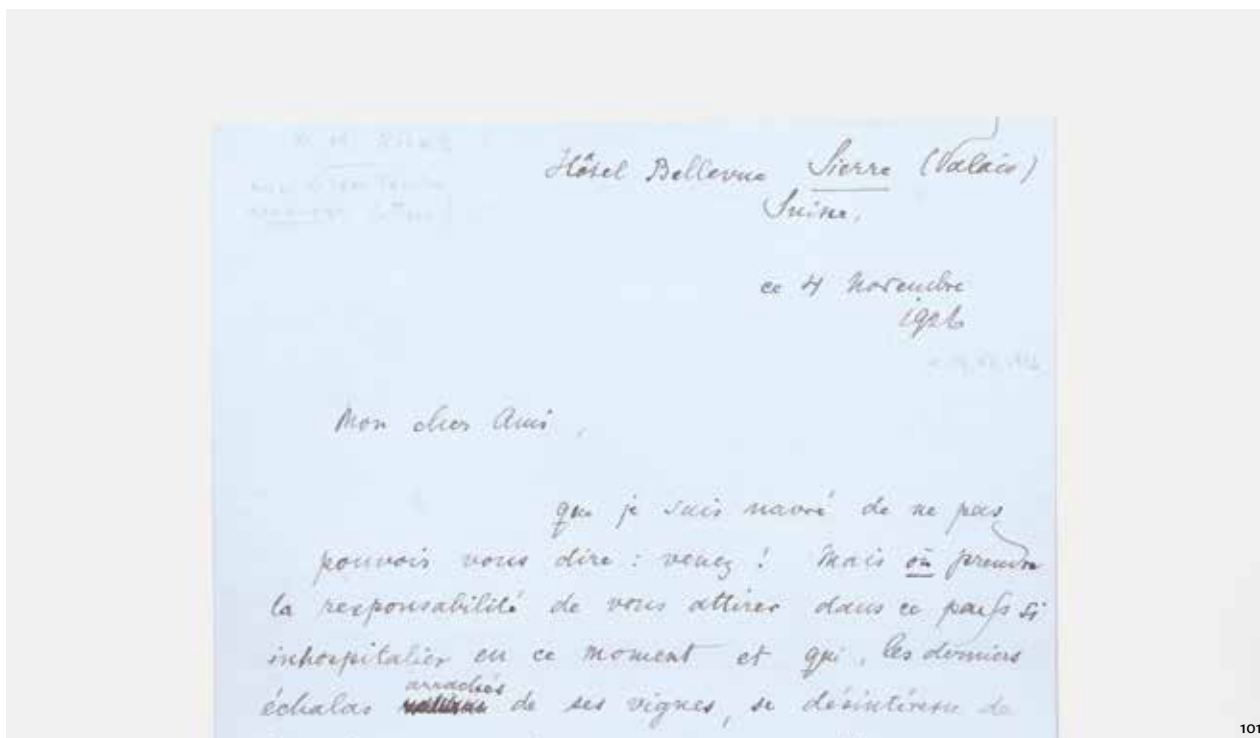 Hôtel Bellevue Sierre (Valais)
Suisse.
ce 4 Novembre
1926
Mon cher Ami,
que je suis navré de ne pas
pouvoir vous dire : venez ! Mais où prendre
la responsabilité de vous attirer dans ce pays si
inhospitalier en ce moment et qui, les derniers
arrachés
échalas de ses vignes, se désintéresse de
101